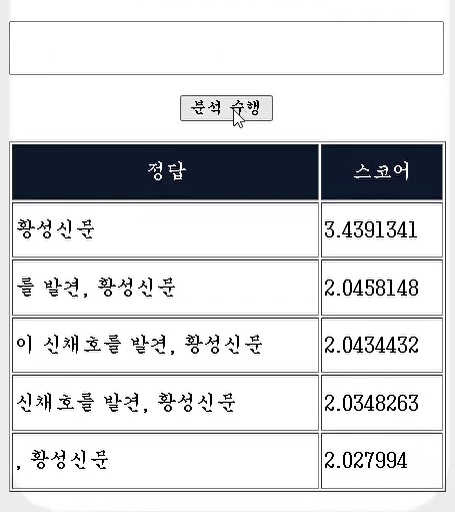 분석 수행
정답 스코어
황성신문 3.4391341
를 발견, 황성신문 2.0458148
이 신채호를 발견, 황성신문 2.0434432
신채호를 발견, 황성신문 2.0348263
, 황성신문 2.027994